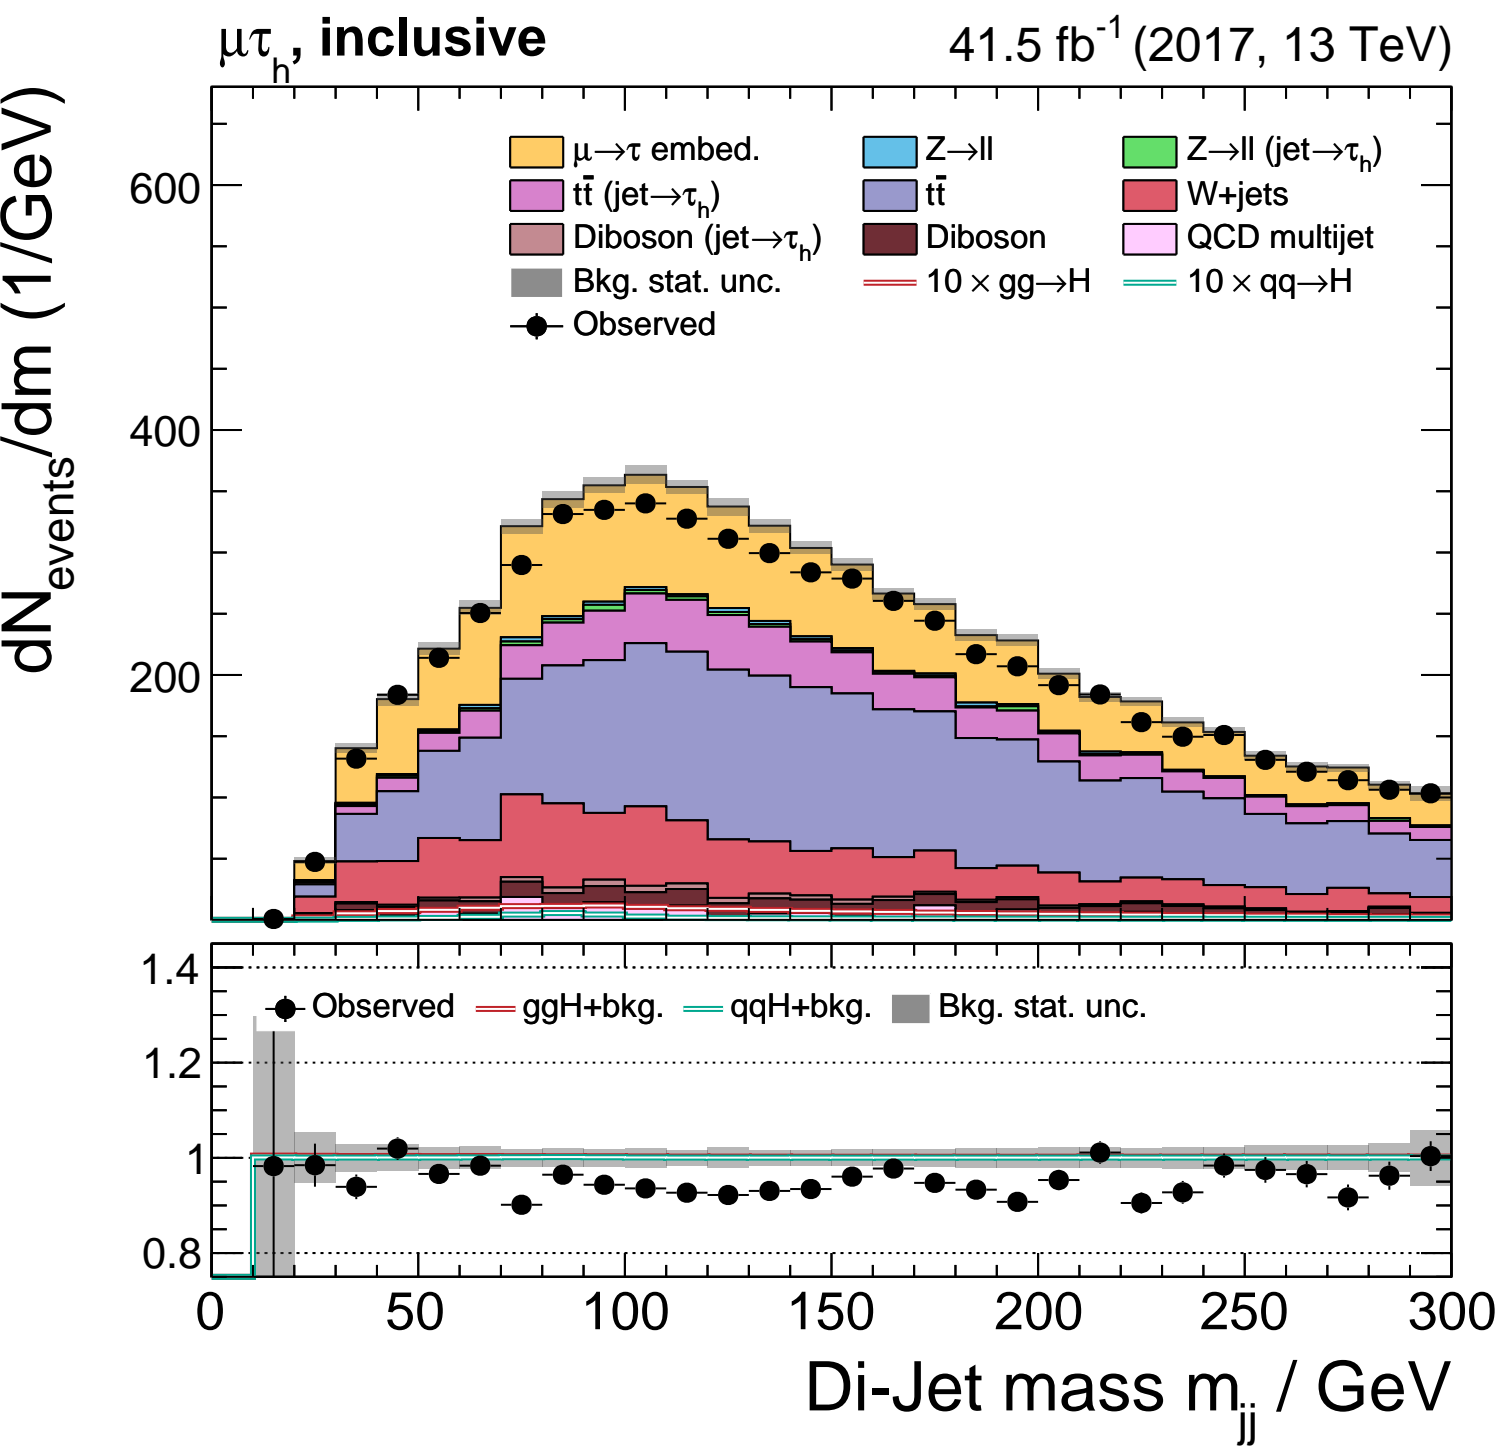 μτh, inclusive 41.5 fb-1 (2017, 13 TeV)
dNevents/dm (1/GeV)
μ→τ embed. Z→ll Z→ll (jet→τh)
tt̄ (jet→τh) tt̄ W+jets
Diboson (jet→τh) Diboson QCD multijet
Bkg. stat. unc. 10 × gg→H 10 × qq→H
Observed
600
400
200
1.4
Observed ggH+bkg. qqH+bkg. Bkg. stat. unc.
1.2
1
0.8
0 50 100 150 200 250 300
Di-Jet mass mjj / GeV